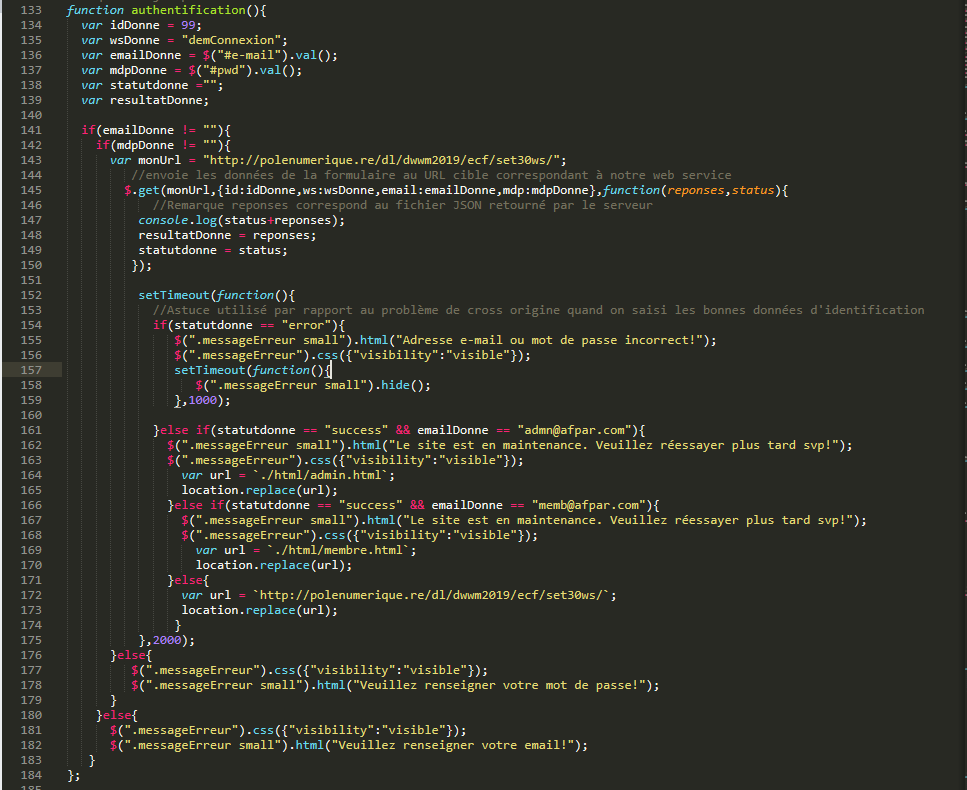 133 function authentification(){
134 var idDonne = 99;
135 var wsDonne = "demConnexion";
136 var emailDonne = $("#e-mail").val();
137 var mdpDonne = $("#pwd").val();
138 var statutdonne ="";
139 var resultatDonne;
140
141 if(emailDonne != ""){
142 if(mdpDonne != ""){
143 var monUrl = "http://polenumerique.re/dl/dwwm2019/ecf/set30ws/";
144 //envoie les données de la formulaire au URL cible correspondant à notre web service
145 $.get(monUrl,{id:idDonne,ws:wsDonne,email:emailDonne,mdp:mdpDonne},function(reponses,status){
146 //Remarque reponses correspond au fichier JSON retourné par le serveur
147 console.log(status+reponses);
148 resultatDonne = reponses;
149 statutdonne = status;
150 });
151
152 setTimeout(function(){
153 //Astuce utilisé par rapport au problème de cross origine quand on saisi les bonnes données d'identification
154 if(statutdonne == "error"){
155 $(".messageErreur small").html("Adresse e-mail ou mot de passe incorrect!");
156 $(".messageErreur").css({"visibility":"visible"});
157 setTimeout(function(){
158 $(".messageErreur small").hide();
159 },1000);
160
161 }else if(statutdonne == "success" && emailDonne == "admn@afpar.com"){
162 $(".messageErreur small").html("Le site est en maintenance. Veuillez réessayer plus tard svp!");
163 $(".messageErreur").css({"visibility":"visible"});
164 var url = `./html/admin.html`;
165 location.replace(url);
166 }else if(statutdonne == "success" && emailDonne == "memb@afpar.com"){
167 $(".messageErreur small").html("Le site est en maintenance. Veuillez réessayer plus tard svp!");
168 $(".messageErreur").css({"visibility":"visible"});
169 var url = `./html/membre.html`;
170 location.replace(url);
171 }else{
172 var url = `http://polenumerique.re/dl/dwwm2019/ecf/set30ws/`;
173 location.replace(url);
174 }
175 },2000);
176 }else{
177 $(".messageErreur").css({"visibility":"visible"});
178 $(".messageErreur small").html("Veuillez renseigner votre mot de passe!");
179 }
180 }else{
181 $(".messageErreur").css({"visibility":"visible"});
182 $(".messageErreur small").html("Veuillez renseigner votre email!");
183 }
184 };
185